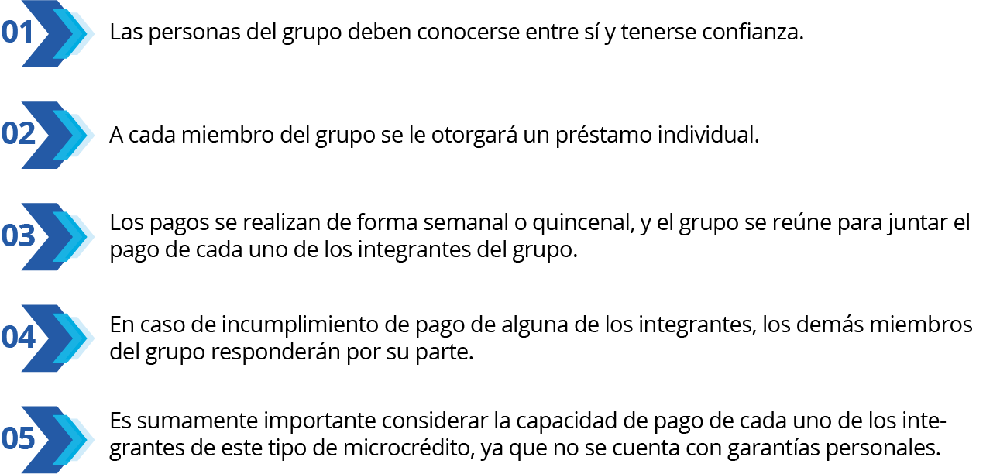 01
Las personas del grupo deben conocerse entre sí y tenerse confianza.
02
A cada miembro del grupo se le otorgará un préstamo individual.
03
Los pagos se realizan de forma semanal o quincenal, y el grupo se reúne para juntar el
pago de cada uno de los integrantes del grupo.
04
En caso de incumplimiento de pago de alguna de los integrantes, los demás miembros
del grupo responderán por su parte.
05
Es sumamente importante considerar la capacidad de pago de cada uno de los inte-
grantes de este tipo de microcrédito, ya que no se cuenta con garantías personales.